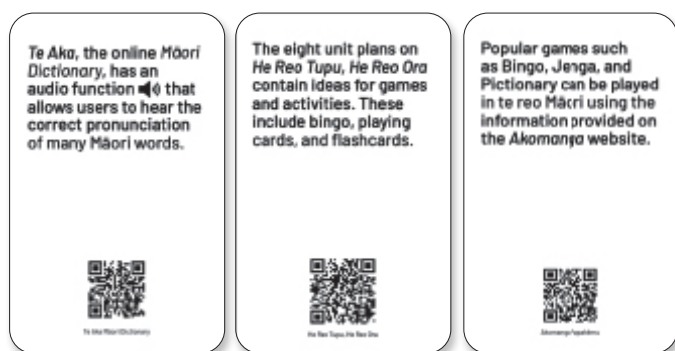 Te Aka, the online Māori
Dictionary, has an
audio function that
allows users to hear the
correct pronunciation
of many Māori words.
Te Aka Māori Dictionary
The eight unit plans on
He Reo Tupu, He Reo Ora
contain ideas for games
and activities. These
include bingo, playing
cards, and flashcards.
He Reo Tupu, He Reo Ora
Popular games such
as Bingo, Jenga, and
Pictionary can be played
in te reo Māori using the
information provided on
the Akomanga website.
Akomanga